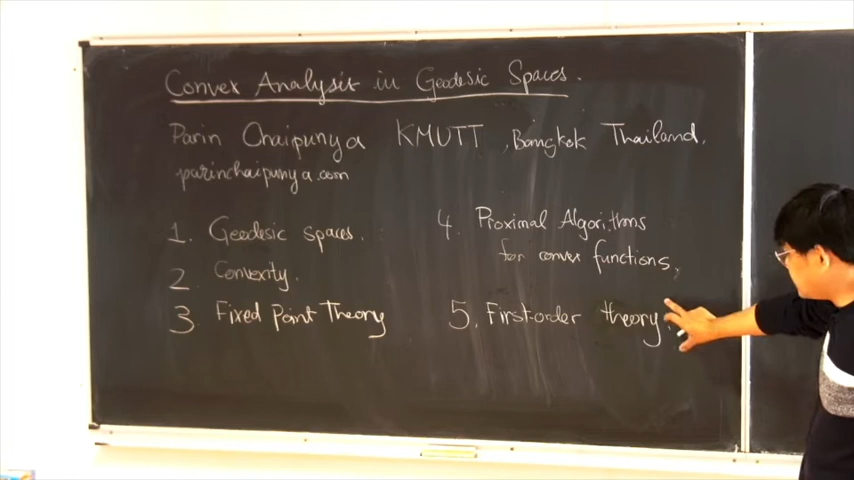 Convex Analysis in Geodesic Spaces.
Parin Chaipunya KMUTT, Bangkok Thailand.
parinchaipunya.com
1. Geodesic spaces.
2 Convexity.
3 Fixed Point Theory
4. Proximal Algorithms
for convex functions,
5. First-order theory.